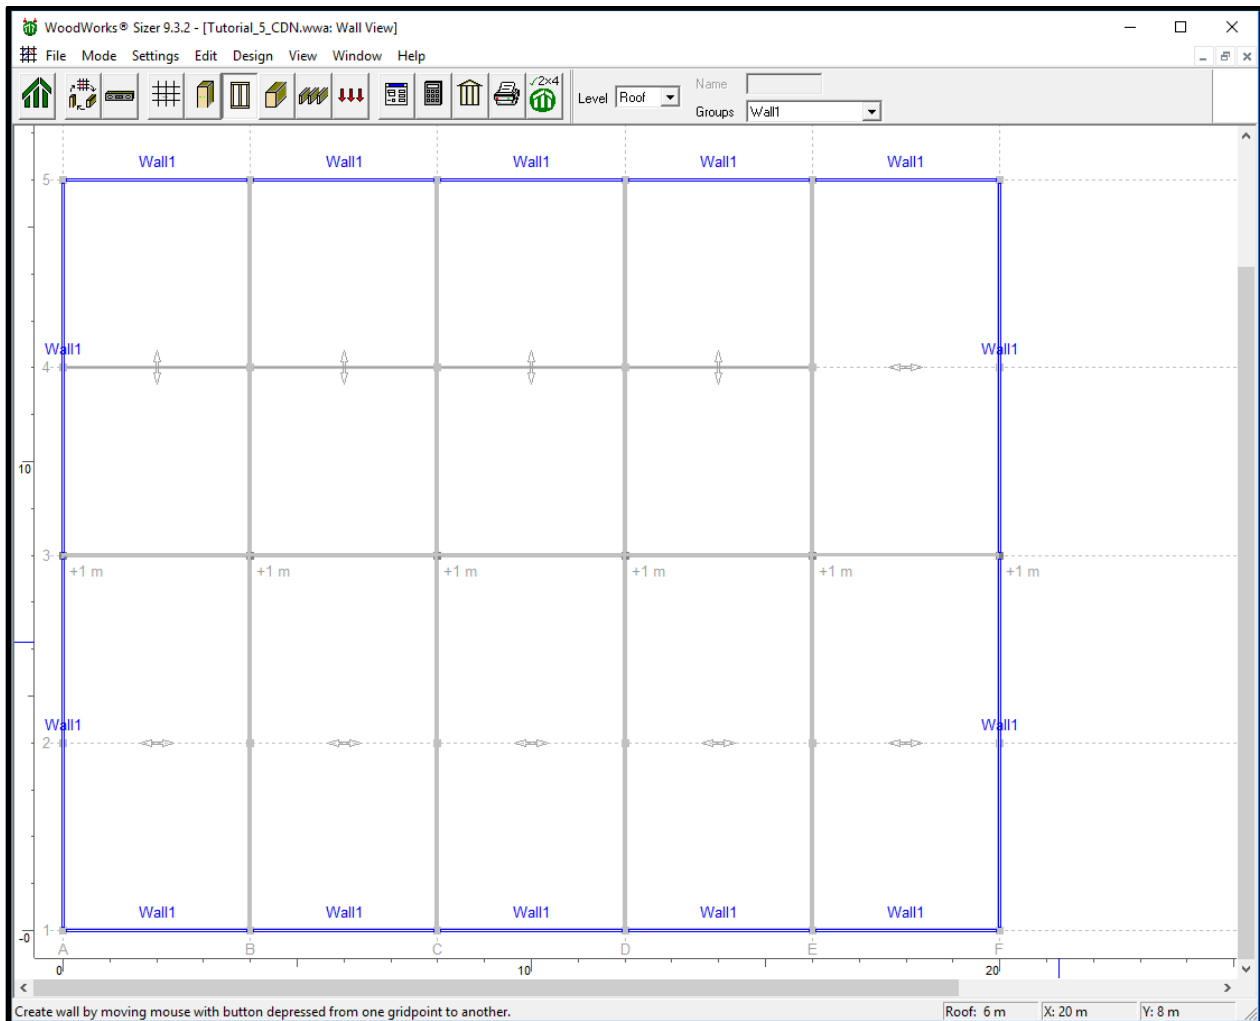 WoodWorks® Sizer 9.3.2 - [Tutorial_5_CDN.wwa: Wall View]
File Mode Settings Edit Design View Window Help
√2×4
Level Roof
Name
Groups Wall1
Wall1 Wall1 Wall1 Wall1 Wall1
5
Wall1 Wall1
4
10
3
+1 m +1 m +1 m +1 m +1 m +1 m
Wall1 Wall1
2
Wall1 Wall1 Wall1 Wall1 Wall1
1
-0
A B C D E F
0 10 20
Create wall by moving mouse with button depressed from one gridpoint to another.
Roof: 6 m X: 20 m Y: 8 m